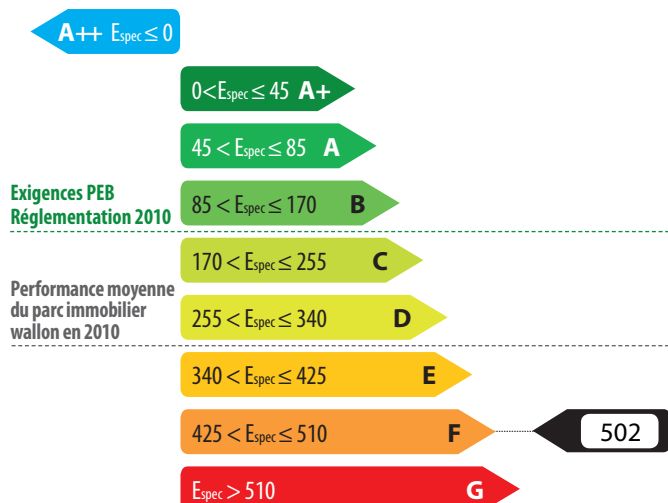 A++ Espec ≤ 0
0<Espec ≤ 45 A+
45 < Espec ≤ 85 A
Exigences PEB
Réglementation 2010
85 < Espec ≤ 170 B
170 < Espec ≤ 255 C
Performance moyenne
du parc immobilier
wallon en 2010
255 < Espec ≤ 340 D
340 < Espec ≤ 425 E
425 < Espec ≤ 510 F
502
Espec > 510 G